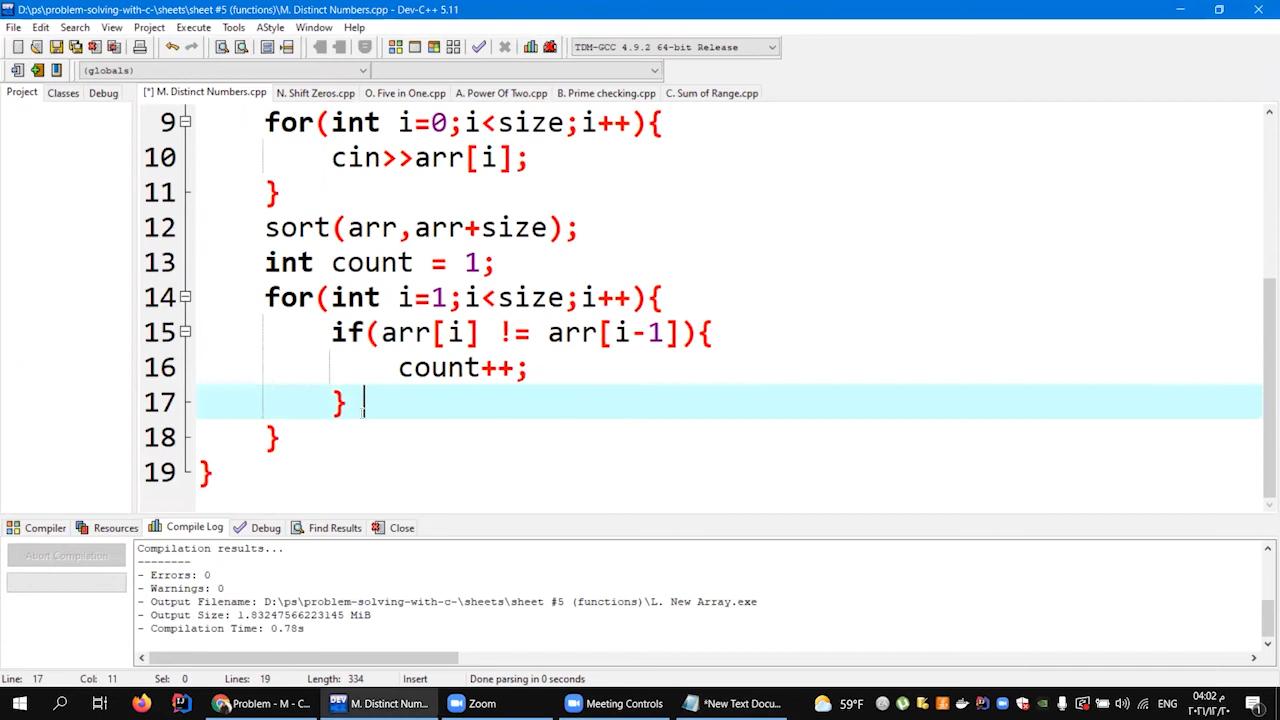 D:\ps\problem-solving-with-c-\sheets\sheet #5 (functions)\M. Distinct Numbers.cpp - Dev-C++ 5.11
File Edit Search View Project Execute Tools AStyle Window Help
TDM-GCC 4.9.2 64-bit Release
(globals)
Project Classes Debug
[*] M. Distinct Numbers.cpp N. Shift Zeros.cpp O. Five in One.cpp A. Power Of Two.cpp B. Prime checking.cpp C. Sum of Range.cpp
9 for(int i=0;i<size;i++){
10 cin>>arr[i];
11 }
12 sort(arr,arr+size);
13 int count = 1;
14 for(int i=1;i<size;i++){
15 if(arr[i] != arr[i-1]){
16 count++;
17 }
18 }
19 }
Compiler Resources Compile Log Debug Find Results Close
Abort Compilation
Compilation results...
--------
- Errors: 0
- Warnings: 0
- Output Filename: D:\ps\problem-solving-with-c-\sheets\sheet #5 (functions)\L. New Array.exe
- Output Size: 1.83247566223145 MiB
- Compilation Time: 0.78s
Line: 17 Col: 11 Sel: 0 Lines: 19 Length: 334 Insert Done parsing in 0 seconds
Problem - M - C... M. Distinct Num... Zoom Meeting Controls *New Text Docu... 59°F ENG